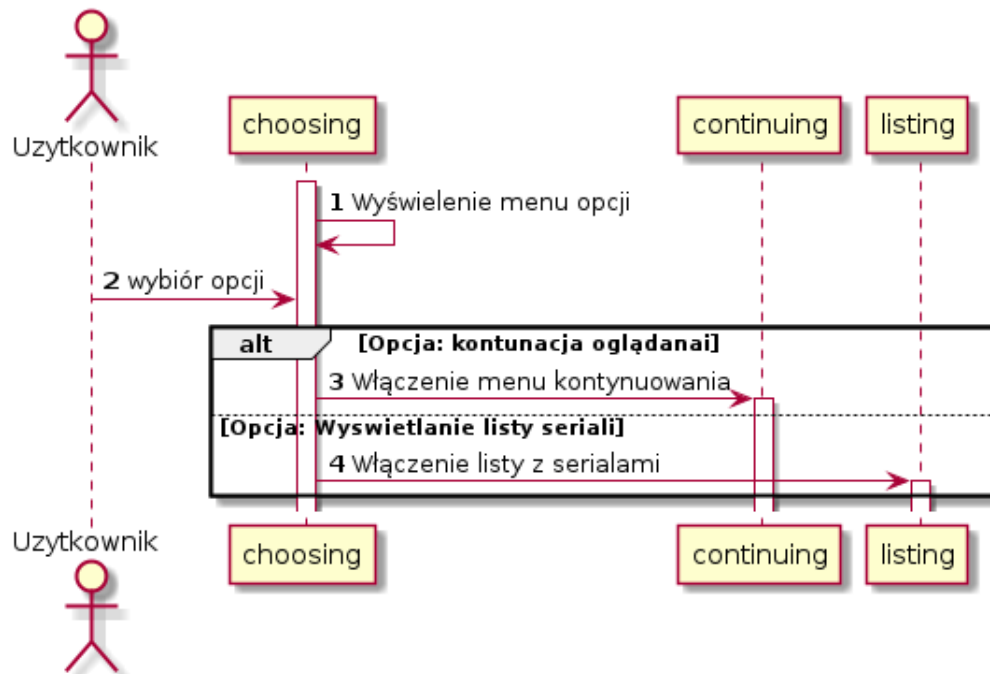 Uzytkownik
choosing
continuing
listing
1 Wyświelenie menu opcji
2 wybiór opcji
alt
[Opcja: kontunacja oglądanai]
3 Włączenie menu kontynuowania
[Opcja: Wyswietlanie listy seriali]
4 Włączenie listy z serialami
Uzytkownik
choosing
continuing
listing